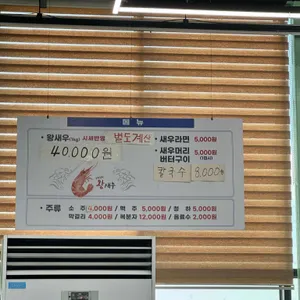 메뉴
• 왕새우(1kg) 시세변동 별도계산
40000원
왕새우
• 새우라면 5,000원
• 새우머리 버터구이 5,000원
칼국수 8,000원
• 주류 소 주 4,000원 / 맥 주 5,000원 / 청 하 5,000원
막걸리 4,000원 / 복분자 12,000원 / 음료수 2,000원